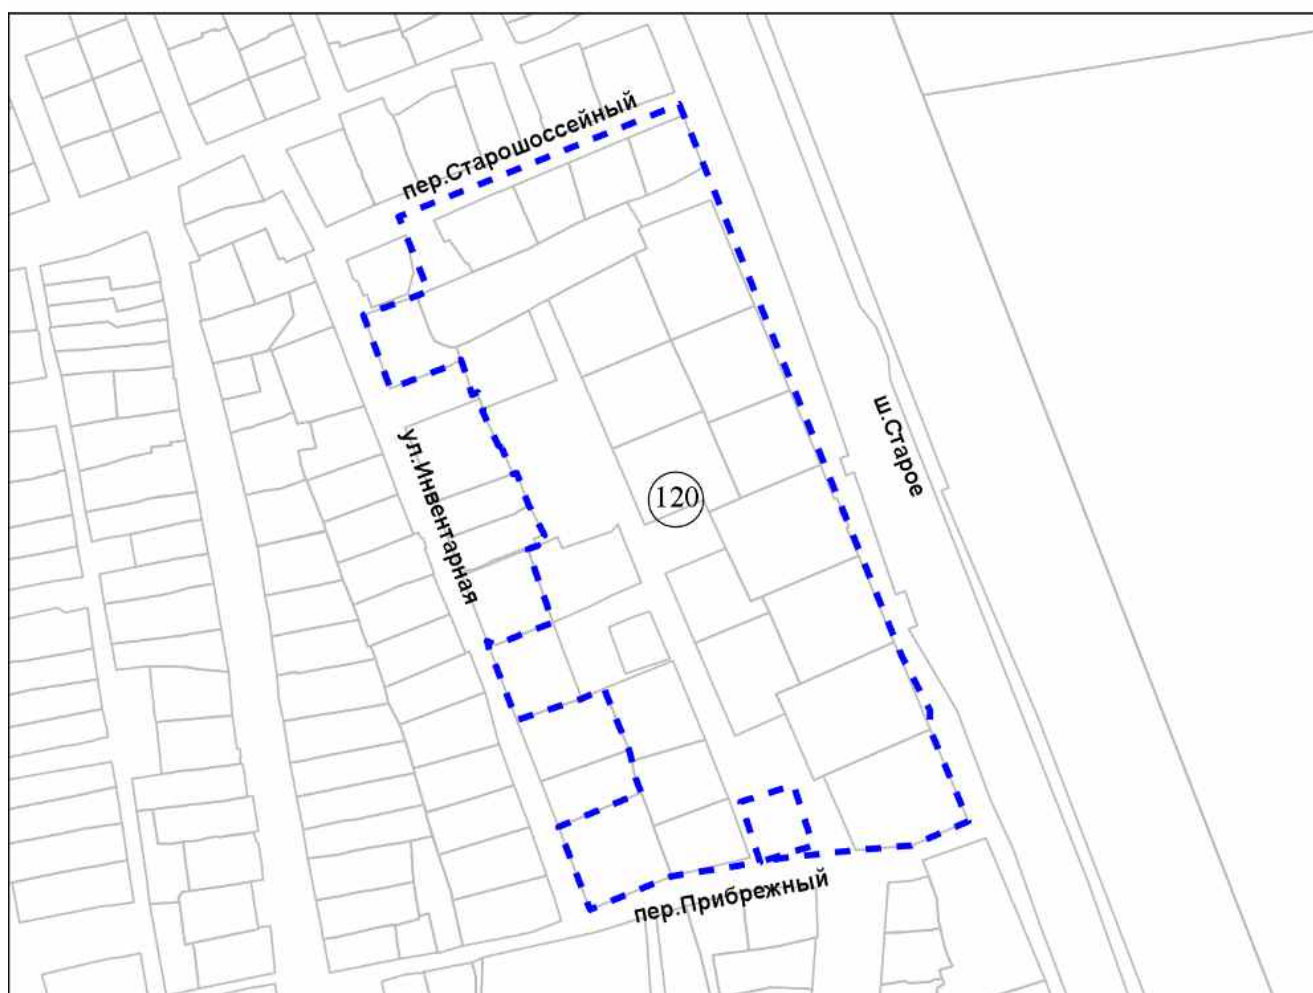 пер.Старошоссейный
ш.Старое
ул.Инвентарная
120
пер.Прибрежный